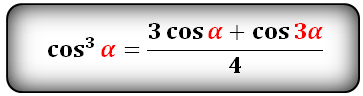 cos³ α = (3 cos α + cos 3α) / 4